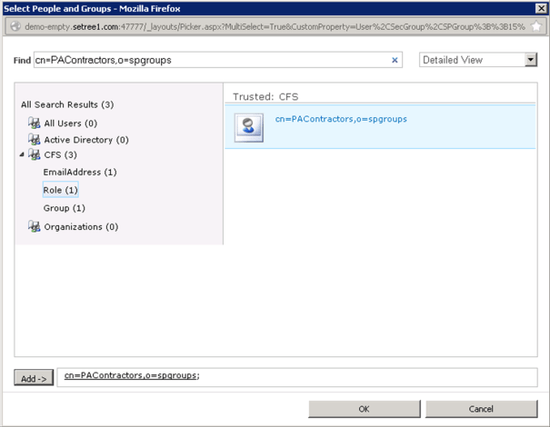 Select People and Groups - Mozilla Firefox
demo-empty.setree1.com:47777/_layouts/Picker.aspx?MultiSelect=True&CustomProperty=User%2CSecGroup%2CSPGroup%3B%3B15%
Find cn=PAContractors,o=spgroups × Detailed View
All Search Results (3)
All Users (0)
Active Directory (0)
CFS (3)
EmailAddress (1)
Role (1)
Group (1)
Organizations (0)
Trusted: CFS
cn=PAContractors,o=spgroups
Add -> cn=PAContractors,o=spgroups;
OK Cancel